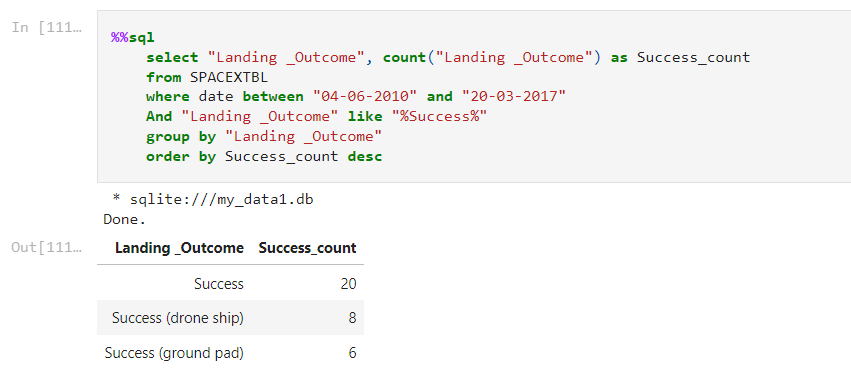 In [111...
%%sql
select "Landing _Outcome", count("Landing _Outcome") as Success_count
from SPACEXTBL
where date between "04-06-2010" and "20-03-2017"
And "Landing _Outcome" like "%Success%"
group by "Landing _Outcome"
order by Success_count desc
* sqlite:///my_data1.db
Done.
Out[111...
Landing _Outcome Success_count
Success 20
Success (drone ship) 8
Success (ground pad) 6